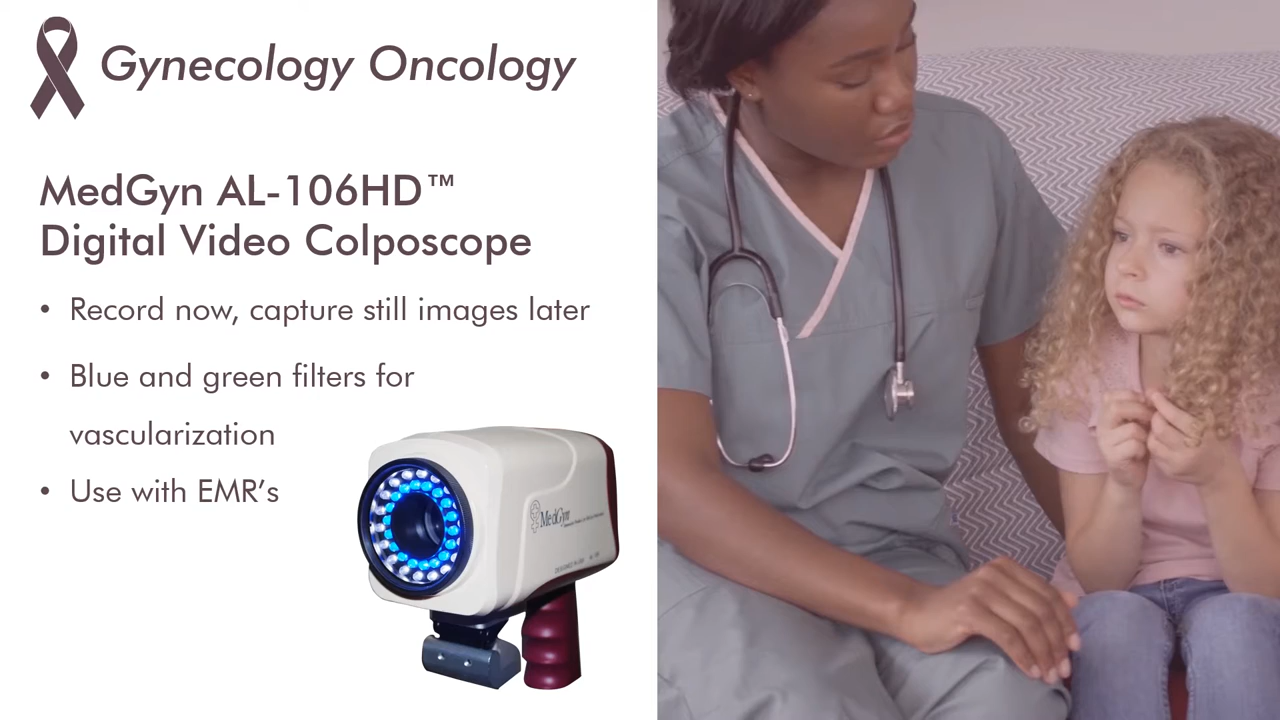 Gynecology Oncology
MedGyn AL-106HD™
Digital Video Colposcope
• Record now, capture still images later
• Blue and green filters for
vascularization
• Use with EMR's
MedGyn